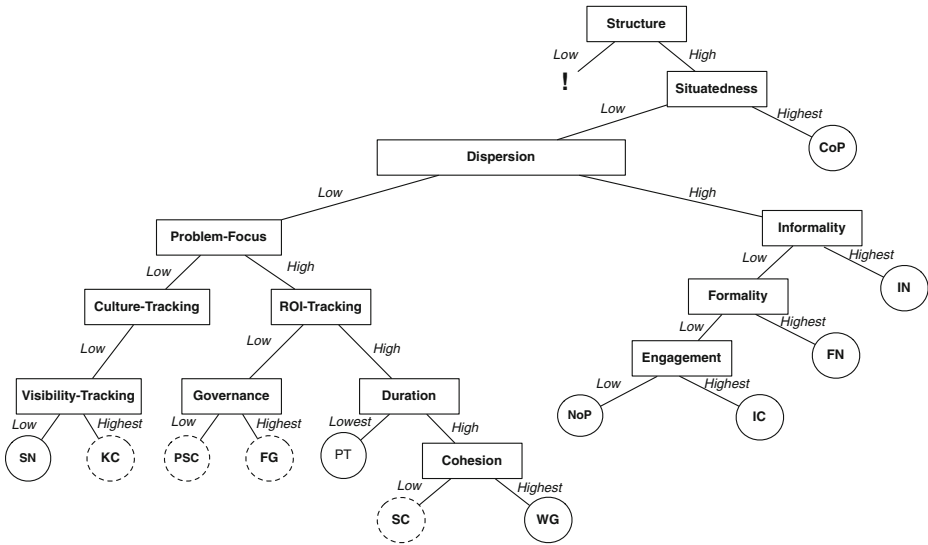 Structure
Low
High
!
Situatedness
Low
Highest
CoP
Dispersion
Low
High
Problem-Focus
Informality
Low
High
Low
Highest
Culture-Tracking
ROI-Tracking
Formality
IN
Low
Low
High
Low
Highest
Engagement
FN
Visibility-Tracking
Governance
Duration
Low
Highest
Low
Highest
Low
Highest
Lowest
High
NoP
IC
SN
KC
PSC
FG
PT
Cohesion
Low
Highest
SC
WG